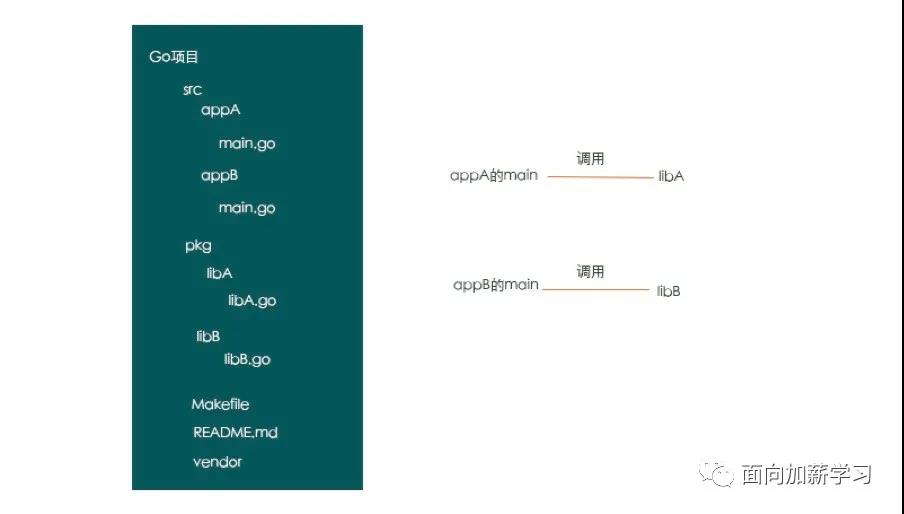 Go项目
src
appA
main.go
appB
main.go
pkg
libA
libA.go
libB
libB.go
Makefile
README.md
vendor
调用
appA的main
libA
调用
appB的main
libB
面向加薪学习